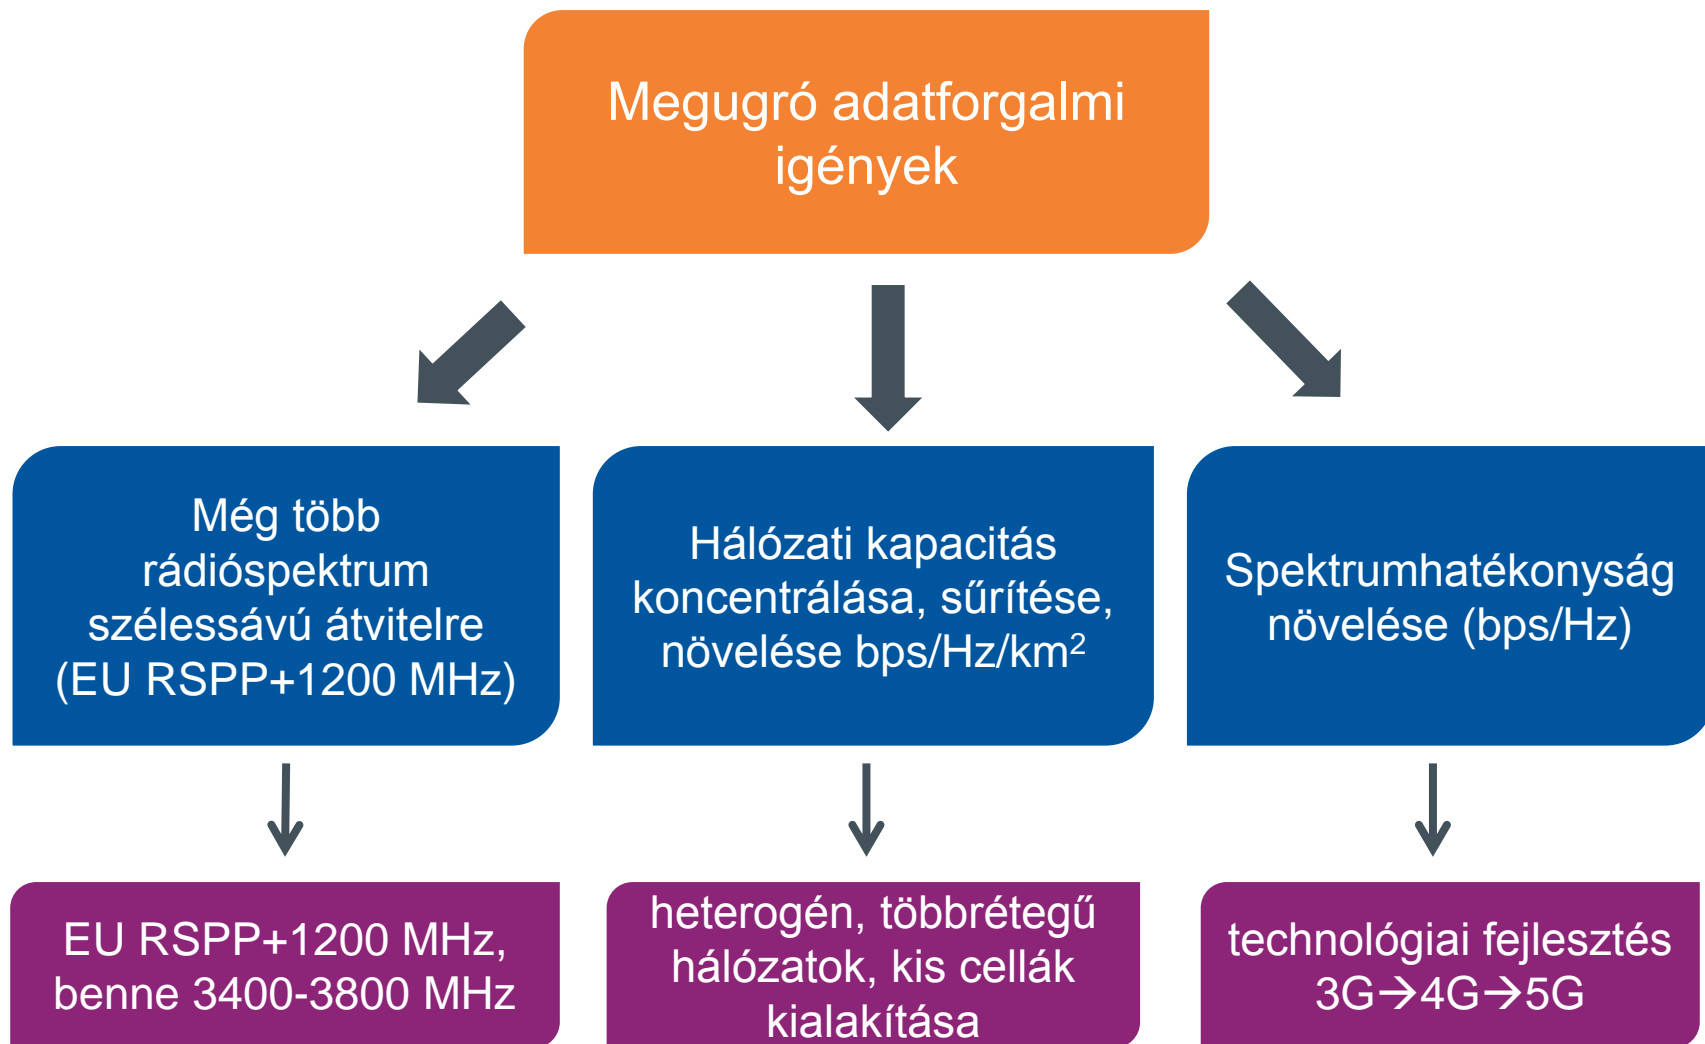 Megugró adatforgalmi
igények
Még több
rádióspektrum
szélessávú átvitelre
(EU RSPP+1200 MHz)
Hálózati kapacitás
koncentrálása, sűrítése,
növelése bps/Hz/km²
Spektrumhatékonyság
növelése (bps/Hz)
EU RSPP+1200 MHz,
benne 3400-3800 MHz
heterogén, többrétegű
hálózatok, kis cellák
kialakítása
technológiai fejlesztés
3G→4G→5G